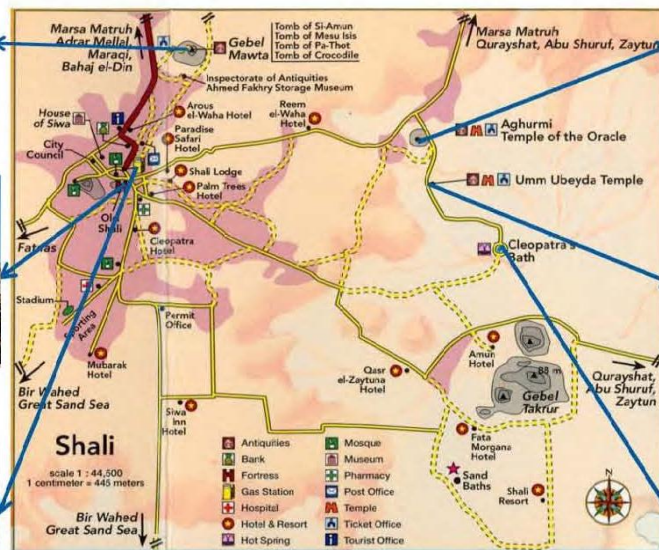 Marsa Matruh
Adrar Mellal,
Maraqi,
Bahaj el-Din
Gebel
Mawta
Tomb of Si-Amun
Tomb of Mesu Isis
Tomb of Pa-Thot
Tomb of Crocodile
Marsa Matruh
Qurayshat, Abu Shuruf, Zaytun
Inspectorate of Antiquities
Ahmed Fakhry Storage Museum
House
of Siwa
Arous
el-Waha Hotel
Reem
el-Waha
Hotel
Paradise
Safari
Hotel
City
Council
Aghurmi
Temple of the Oracle
Shali Lodge
Palm Trees
Hotel
Umm Ubeyda Temple
Old
Shali
Cleopatra
Hotel
Fatnas
Cleopatra's
Bath
Stadium
Sporting
Area
Permit
Office
Mubarak
Hotel
Amun
Hotel
88 m
Gebel
Takrur
Qurayshat,
Abu Shuruf,
Zaytun
Qasr
el-Zaytuna
Hotel
Bir Wahed
Great Sand Sea
Siwa
Inn
Hotel
Fata
Morgana
Hotel
Sand
Baths
Shali
Resort
Shali
scale 1 : 44,500
1 centimeter = 445 meters
Bir Wahed
Great Sand Sea
Antiquities
Bank
Fortress
Gas Station
Hospital
Hotel & Resort
Hot Spring
Mosque
Museum
Pharmacy
Post Office
Temple
Ticket Office
Tourist Office
N